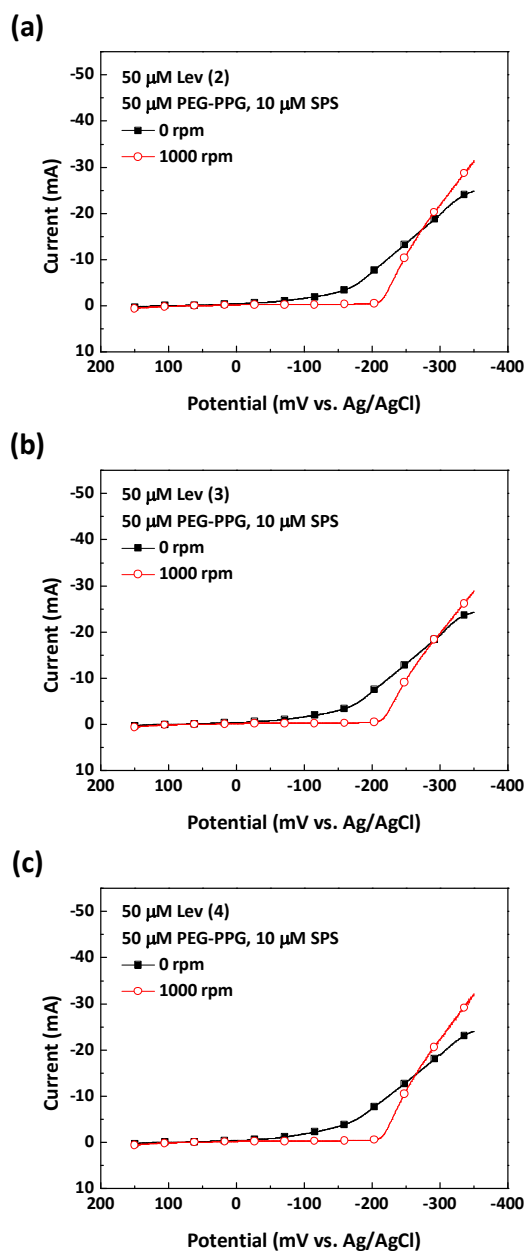 (a)
50 μM Lev (2)
50 μM PEG-PPG, 10 μM SPS
0 rpm
1000 rpm
Current (mA)
-50
-40
-30
-20
-10
0
10
200 100 0 -100 -200 -300 -400
Potential (mV vs. Ag/AgCl)
(b)
50 μM Lev (3)
50 μM PEG-PPG, 10 μM SPS
0 rpm
1000 rpm
Current (mA)
-50
-40
-30
-20
-10
0
10
200 100 0 -100 -200 -300 -400
Potential (mV vs. Ag/AgCl)
(c)
50 μM Lev (4)
50 μM PEG-PPG, 10 μM SPS
0 rpm
1000 rpm
Current (mA)
-50
-40
-30
-20
-10
0
10
200 100 0 -100 -200 -300 -400
Potential (mV vs. Ag/AgCl)